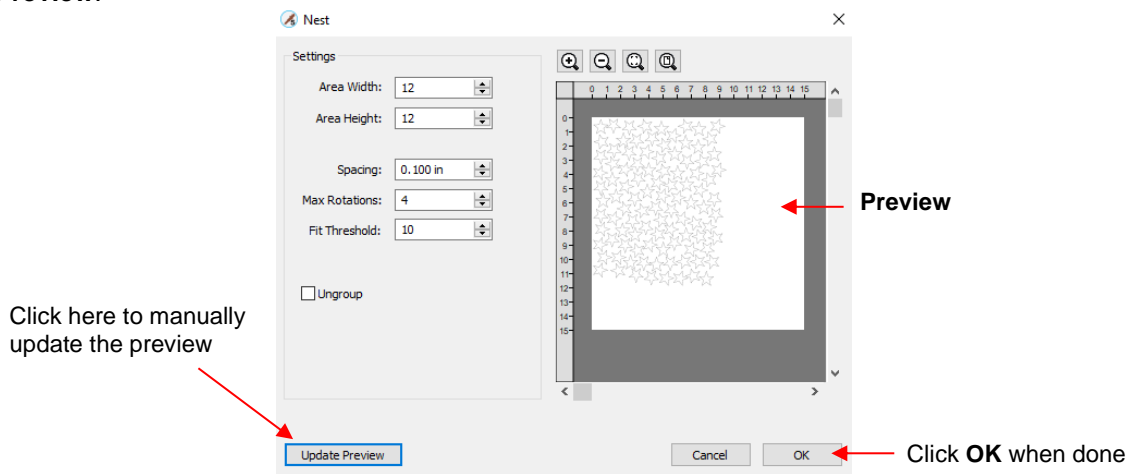 Nest
Settings
Area Width: 12
Area Height: 12
Spacing: 0.100 in
Max Rotations: 4
Fit Threshold: 10
Ungroup
0 1 2 3 4 5 6 7 8 9 10 11 12 13 14 15
0
1
2
3
4
5
6
7
8
9
10
11
12
13
14
15
Preview
Click here to manually
update the preview
Update Preview
Cancel
OK
Click OK when done